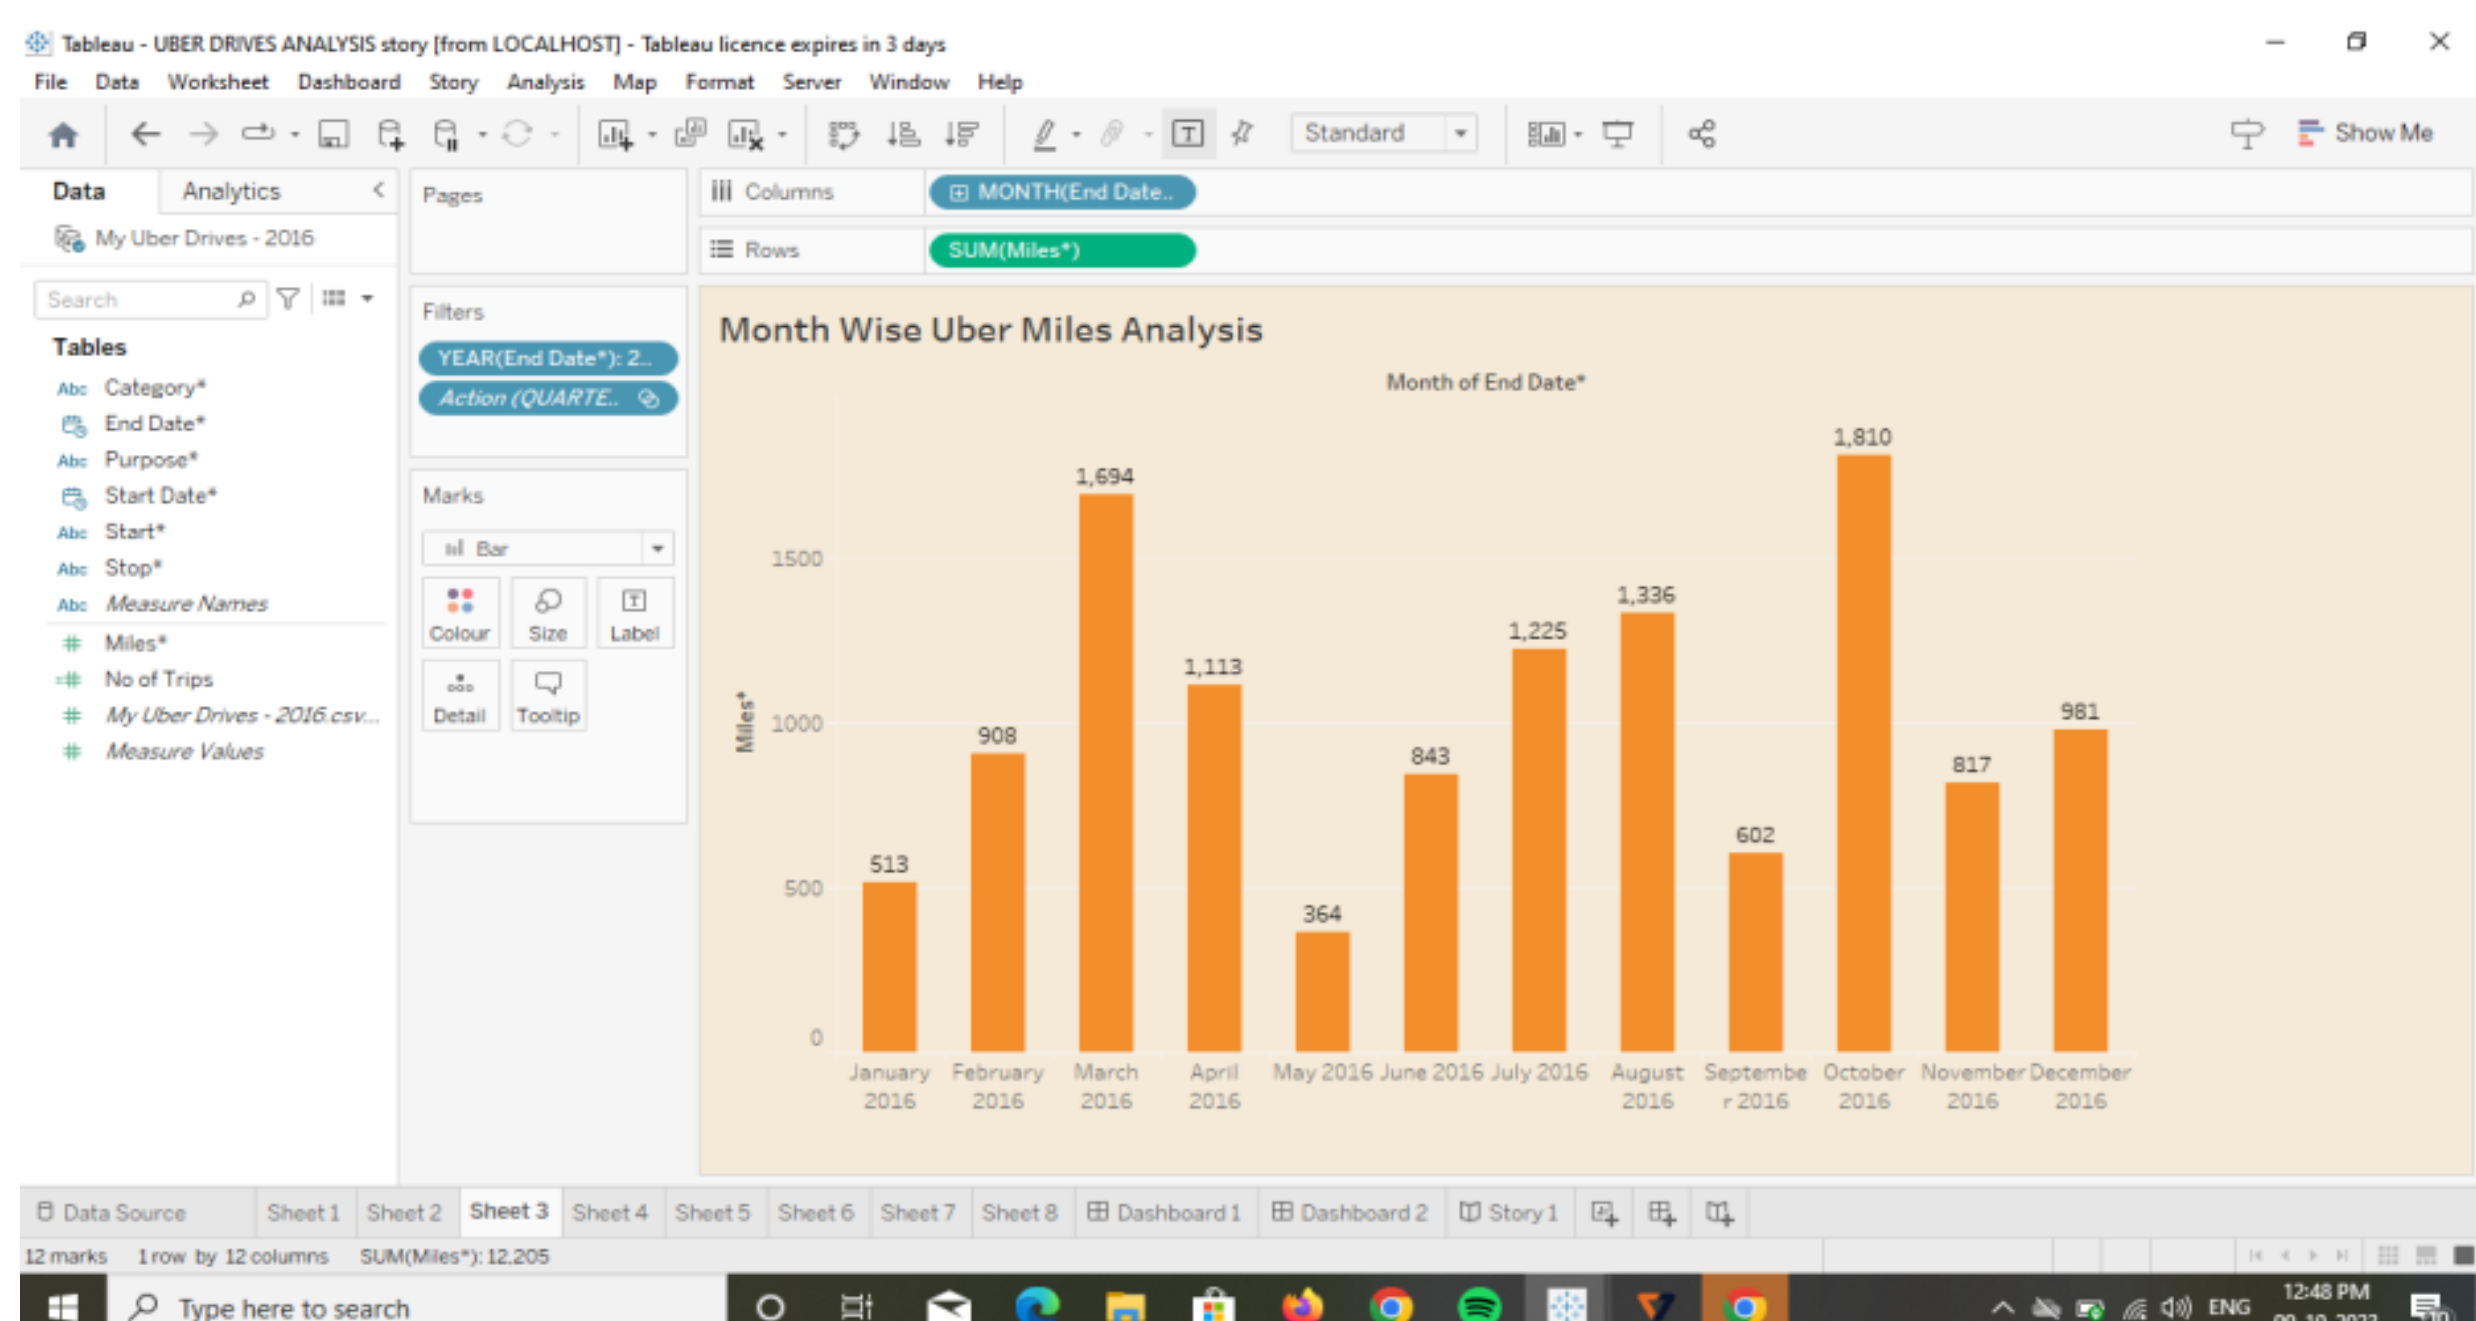 Tableau - UBER DRIVES ANALYSIS story [from LOCALHOST] - Tableau licence expires in 3 days
File Data Worksheet Dashboard Story Analysis Map Format Server Window Help
Standard Show Me
Data Analytics
My Uber Drives - 2016
Search
Tables
Abc Category*
End Date*
Abc Purpose*
Start Date*
Abc Start*
Abc Stop*
Abc Measure Names
# Miles*
=# No of Trips
# My Uber Drives - 2016.csv...
# Measure Values
Pages
Filters
YEAR(End Date*): 2..
Action (QUARTE..
Marks
Bar
Colour Size Label
Detail Tooltip
Columns MONTH(End Date..
Rows SUM(Miles*)
Month Wise Uber Miles Analysis
Month of End Date*
Miles*
1500
1000
500
0
513
908
1,694
1,113
364
843
1,225
1,336
602
1,810
817
981
January 2016
February 2016
March 2016
April 2016
May 2016
June 2016
July 2016
August 2016
Septembe r 2016
October 2016
November 2016
December 2016
Data Source Sheet 1 Sheet 2 Sheet 3 Sheet 4 Sheet 5 Sheet 6 Sheet 7 Sheet 8 Dashboard 1 Dashboard 2 Story 1
12 marks 1 row by 12 columns SUM(Miles*): 12,205
Type here to search
ENG
12:48 PM